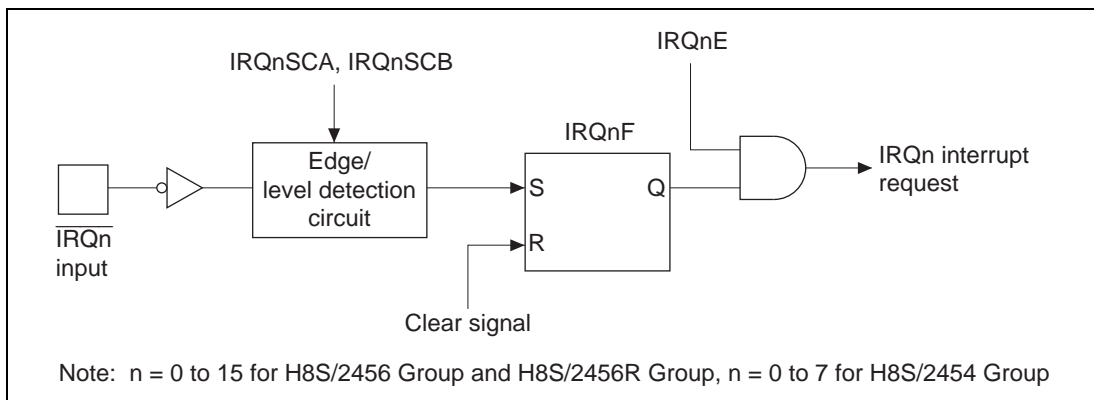 IRQnE
IRQnSCA, IRQnSCB
IRQnF
Edge/
level detection
circuit
S
Q
R
IRQn interrupt
request
IRQn
input
Clear signal
Note: n = 0 to 15 for H8S/2456 Group and H8S/2456R Group, n = 0 to 7 for H8S/2454 Group